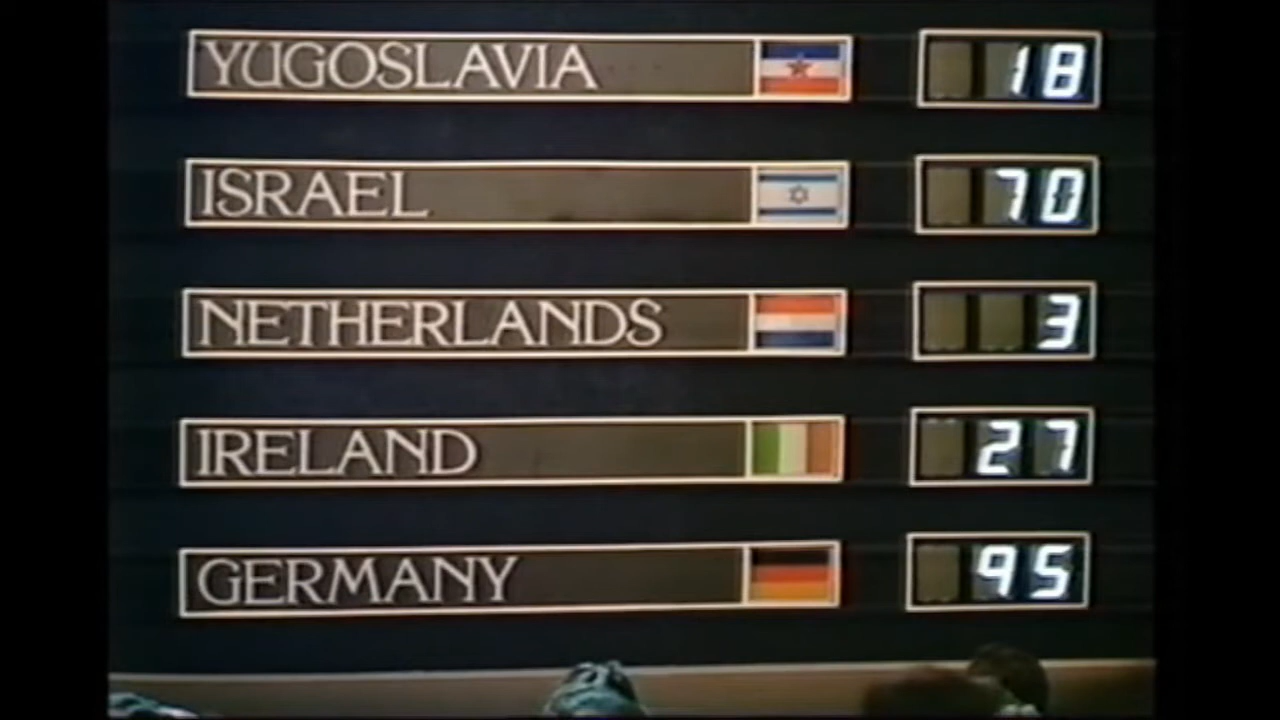 YUGOSLAVIA 18
ISRAEL 70
NETHERLANDS 3
IRELAND 27
GERMANY 95